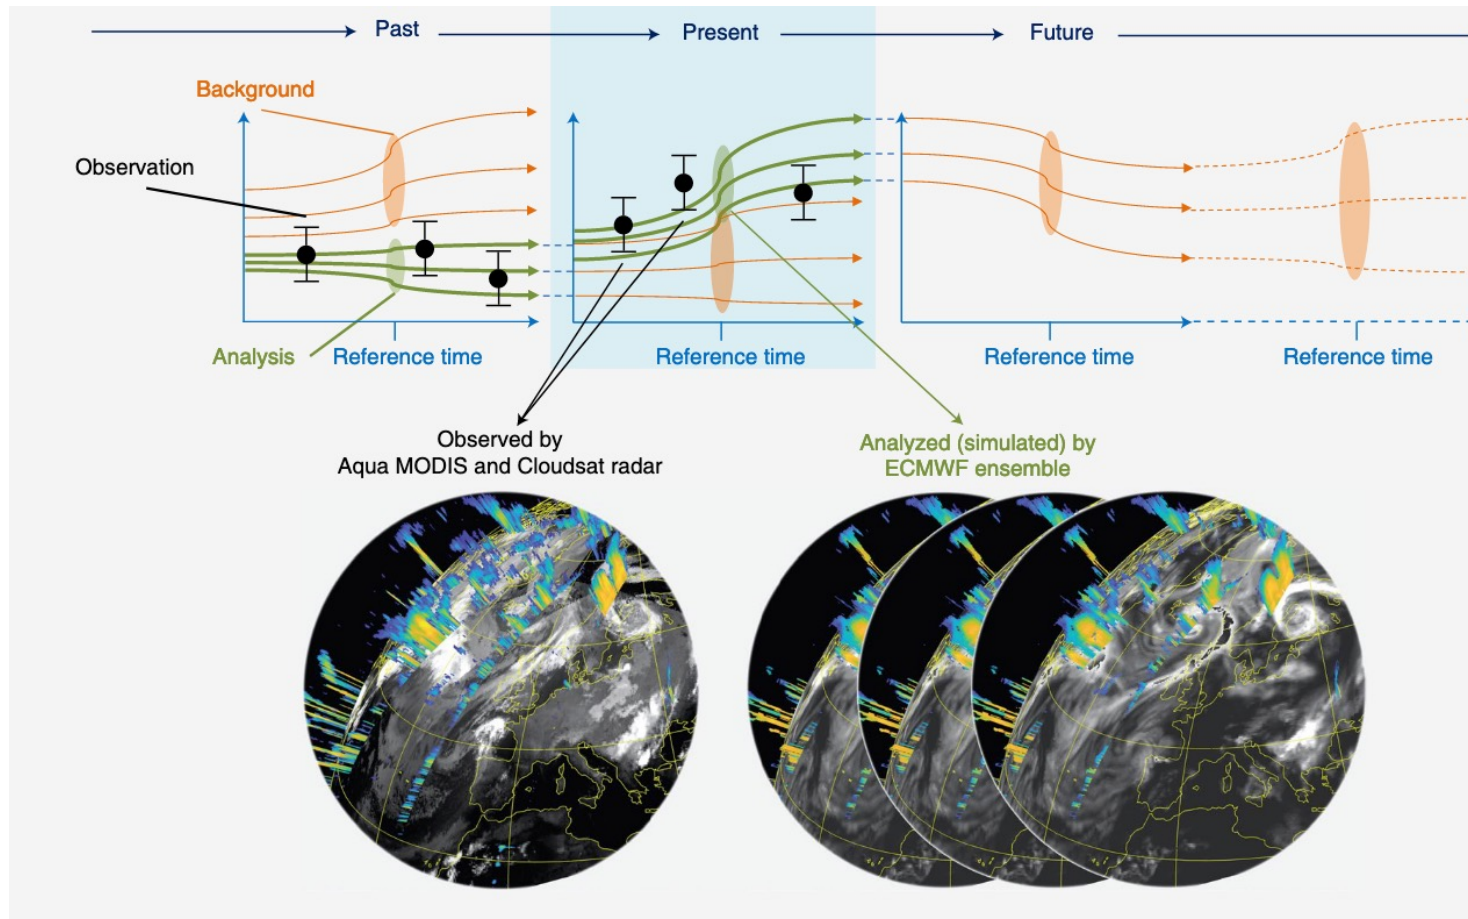 Past
Present
Future
Background
Observation
Analysis
Reference time
Reference time
Reference time
Reference time
Observed by
Aqua MODIS and Cloudsat radar
Analyzed (simulated) by
ECMWF ensemble